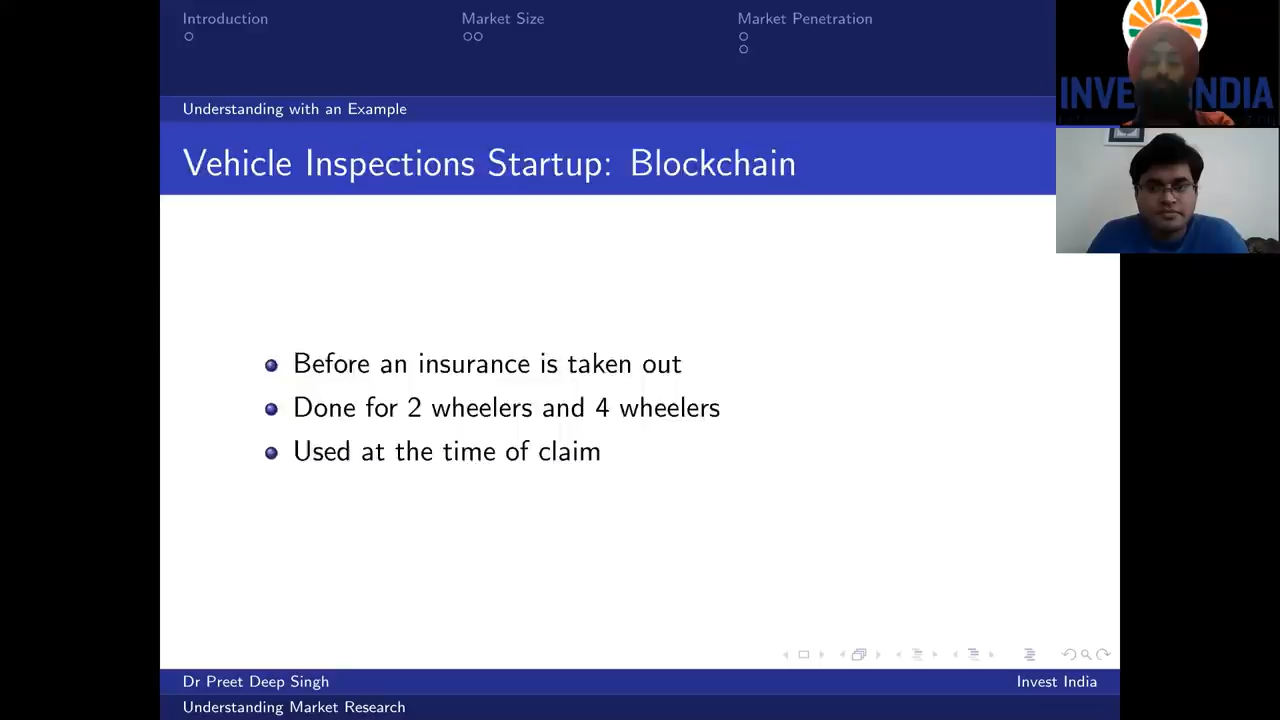 Introduction
Market Size
Market Penetration
Understanding with an Example
Vehicle Inspections Startup: Blockchain
Before an insurance is taken out
Done for 2 wheelers and 4 wheelers
Used at the time of claim
Dr Preet Deep Singh
Invest India
Understanding Market Research